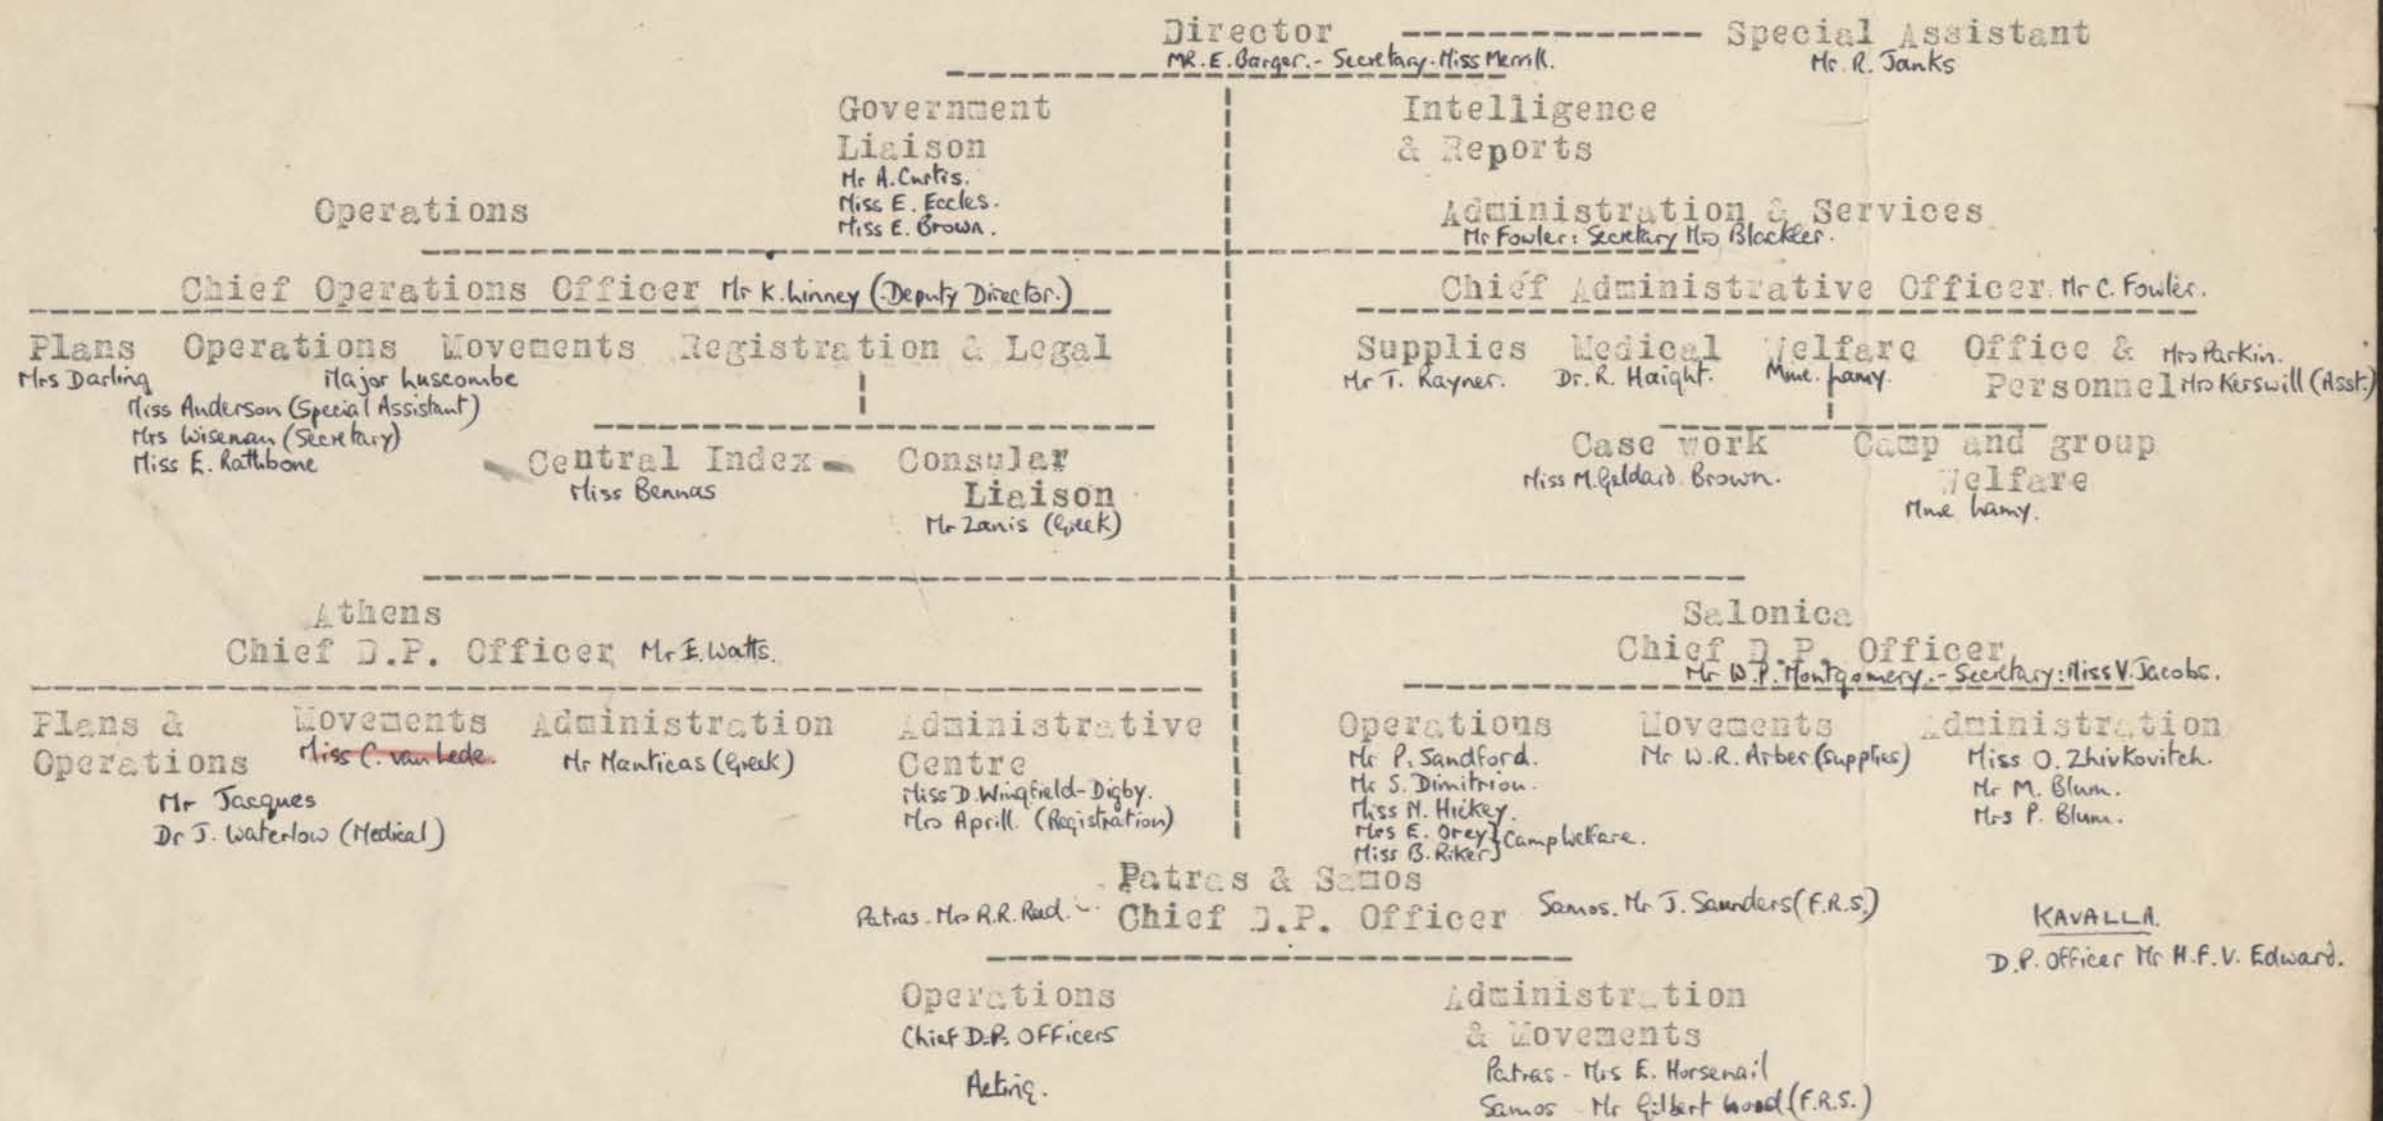 Director ------------- Special Assistant
MR. E. Barger. - Secretary. Miss Merrill.
Mr. R. Janks
Government
Liaison
Mr A. Curtis.
Miss E. Eccles.
Miss E. Brown.
Intelligence
& Reports
Operations
Administration & Services
Mr Fowler: Secretary Mrs Blackler.
Chief Operations Officer Mr K. Linney (Deputy Director.)
Chief Administrative Officer Mr C. Fowler.
Plans Operations Movements Registration & Legal
Mrs Darling
Major Luscombe
Miss Anderson (Special Assistant)
Mrs Wiseman (Secretary)
Miss E. Rathbone
Central Index
Miss Bennas
Consular
Liaison
Mr Zanis (Greek)
Supplies Medical Welfare Office & Mrs Parkin.
Personnel Mrs Kerswill (Asst.)
Mr T. Rayner. Dr. R. Haight. Mme. Lamy.
Case work
Miss M. Geldard Brown.
Camp and group
Welfare
Mme Lamy.
Athens
Chief D.P. Officer Mr E. Watts.
Salonica
Chief D.P. Officer
Mr W.P. Montgomery. - Secretary: Miss V. Jacobs.
Plans &
Operations
Mr Jacques
Dr J. Waterlow (Medical)
Movements
Miss C. van Lede.
Administration
Mr Manticas (Greek)
Administrative
Centre
Miss D. Wingfield-Digby.
Mrs Aprill. (Registration)
Operations
Mr P. Sandford.
Mr S. Dimitriou.
Miss N. Hickey.
Mrs E. Orey
Miss B. Riker
} Camp Welfare.
Movements
Mr W.R. Arber (Supplies)
Administration
Miss O. Zhivkovitch.
Mr M. Blum.
Mrs P. Blum.
Patras & Samos
Patras - Mrs R.R. Read. Chief D.P. Officer Samos. Mr J. Saunders (F.R.S.)
KAVALLA.
D.P. Officer Mr H.F.V. Edward.
Operations
Chief D.P. Officers
Acting.
Administration
& Movements
Patras - Mrs E. Horsenail
Samos - Mr Gilbert Wood (F.R.S.)